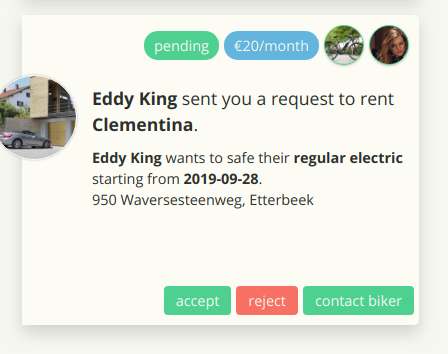 pending €20/month
Eddy King sent you a request to rent
Clementina.
Eddy King wants to safe their regular electric
starting from 2019-09-28.
950 Waversesteenweg, Etterbeek
accept reject contact biker